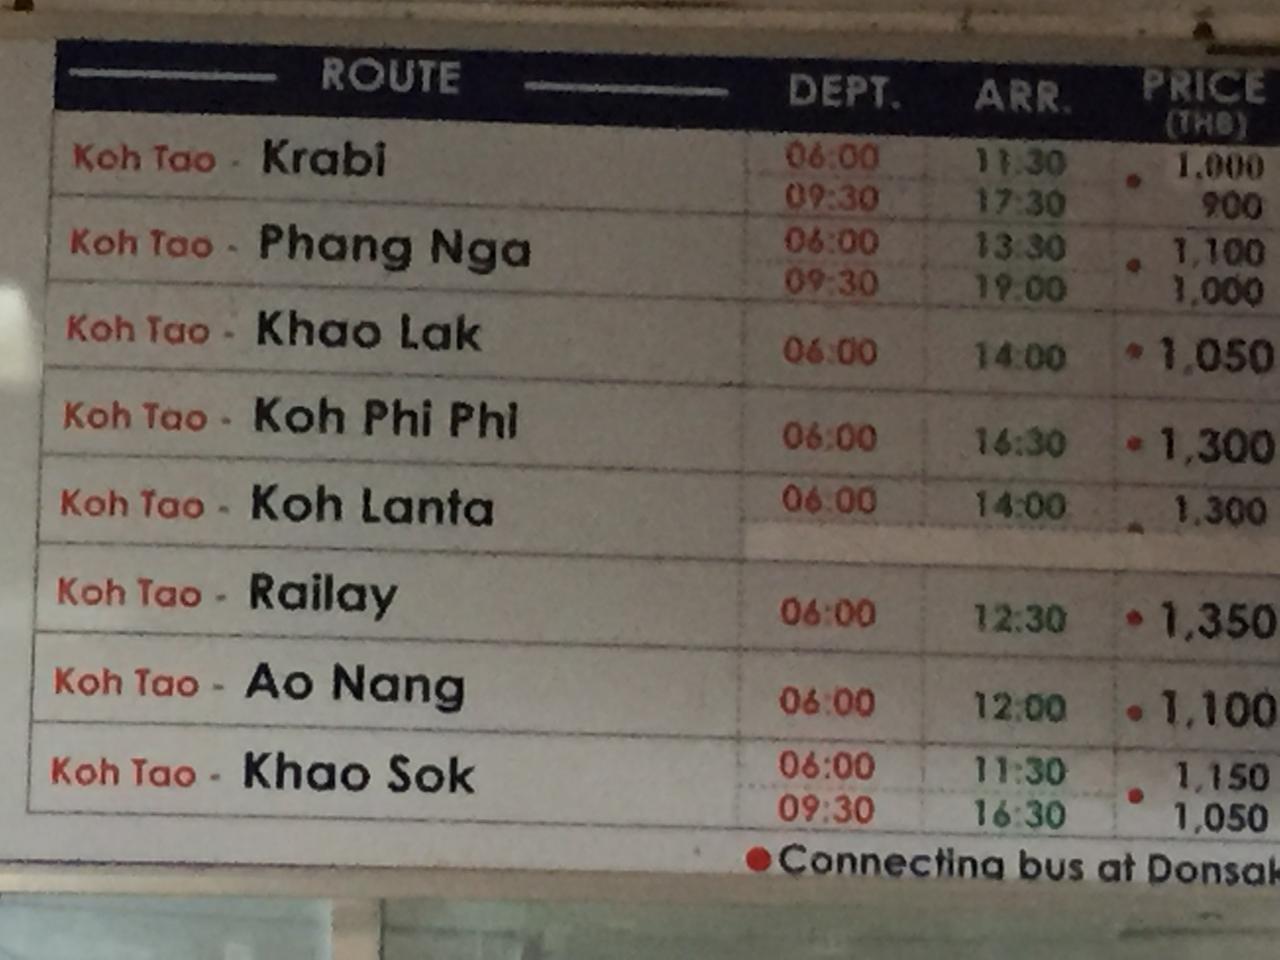 ROUTE DEPT. ARR. PRICE
(THB)
Koh Tao - Krabi 06:00 11:30 1.000
09:30 17:30 900
Koh Tao - Phang Nga 06:00 13:30 1,100
09:30 19:00 1,000
Koh Tao - Khao Lak 06:00 14:00 1,050
Koh Tao - Koh Phi Phi 06:00 16:30 1,300
Koh Tao - Koh Lanta 06:00 14:00 1.300
Koh Tao - Railay 06:00 12:30 1,350
Koh Tao - Ao Nang 06:00 12:00 1,100
Koh Tao - Khao Sok 06:00 11:30 1,150
09:30 16:30 1,050
Connecting bus at Donsak